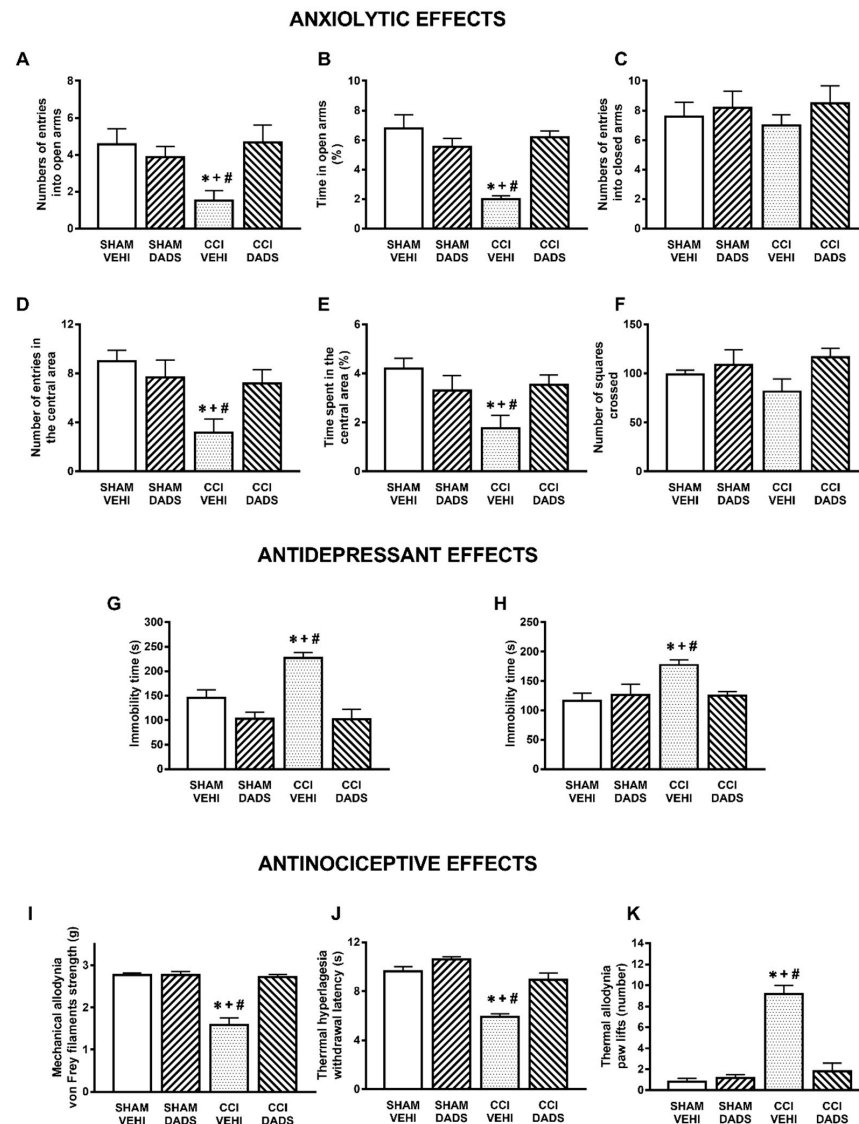 ANXIOLYTIC EFFECTS
A
Numbers of entries
into open arms
8
6
4
2
0
* + #
SHAM VEHI
SHAM DADS
CCI VEHI
CCI DADS
B
Time in open arms
(%)
10
8
6
4
2
0
* + #
SHAM VEHI
SHAM DADS
CCI VEHI
CCI DADS
C
Numbers of entries
into closed arms
10
8
6
4
2
0
SHAM VEHI
SHAM DADS
CCI VEHI
CCI DADS
D
Number of entries in
the central area
12
8
4
0
* + #
SHAM VEHI
SHAM DADS
CCI VEHI
CCI DADS
E
Time spent in the
central area (%)
6
4
2
0
* + #
SHAM VEHI
SHAM DADS
CCI VEHI
CCI DADS
F
Number of squares
crossed
150
100
50
0
SHAM VEHI
SHAM DADS
CCI VEHI
CCI DADS
ANTIDEPRESSANT EFFECTS
G
Immobility time (s)
300
250
200
150
100
50
0
* + #
SHAM VEHI
SHAM DADS
CCI VEHI
CCI DADS
H
Immobility time (s)
250
200
150
100
50
0
* + #
SHAM VEHI
SHAM DADS
CCI VEHI
CCI DADS
ANTINOCICEPTIVE EFFECTS
I
Mechanical allodynia
von Frey filaments strength (g)
3
2
1
0
* + #
SHAM VEHI
SHAM DADS
CCI VEHI
CCI DADS
J
Therrmal hyperlagesia
withdrawal latency (s)
12
8
4
0
* + #
SHAM VEHI
SHAM DADS
CCI VEHI
CCI DADS
K
Thermal allodynia
paw lifts (number)
14
12
10
8
6
4
2
0
* + #
SHAM VEHI
SHAM DADS
CCI VEHI
CCI DADS